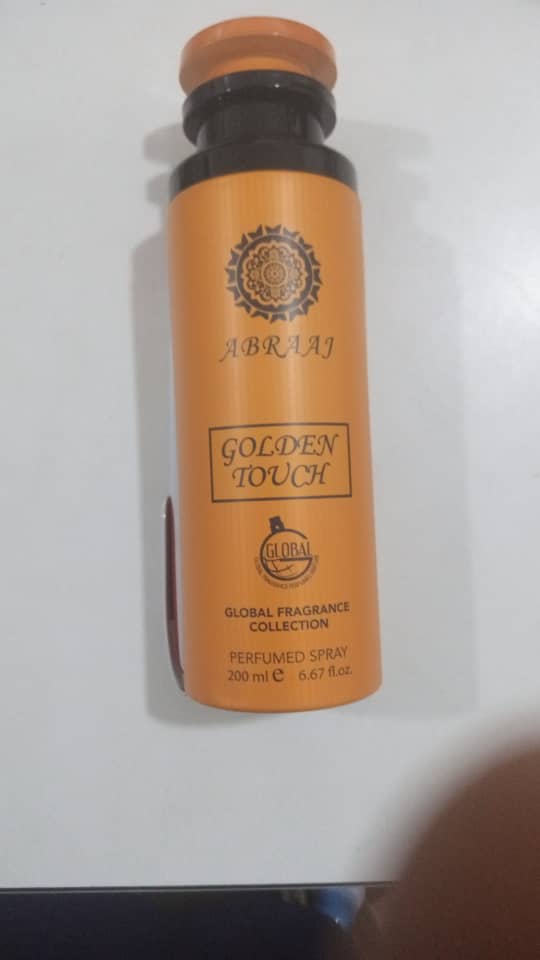 ABRAAJ
GOLDEN
TOUCH
GLOBAL
GLOBAL FRAGRANCE
COLLECTION
PERFUMED SPRAY
200 ml e 6.67 fl.oz.